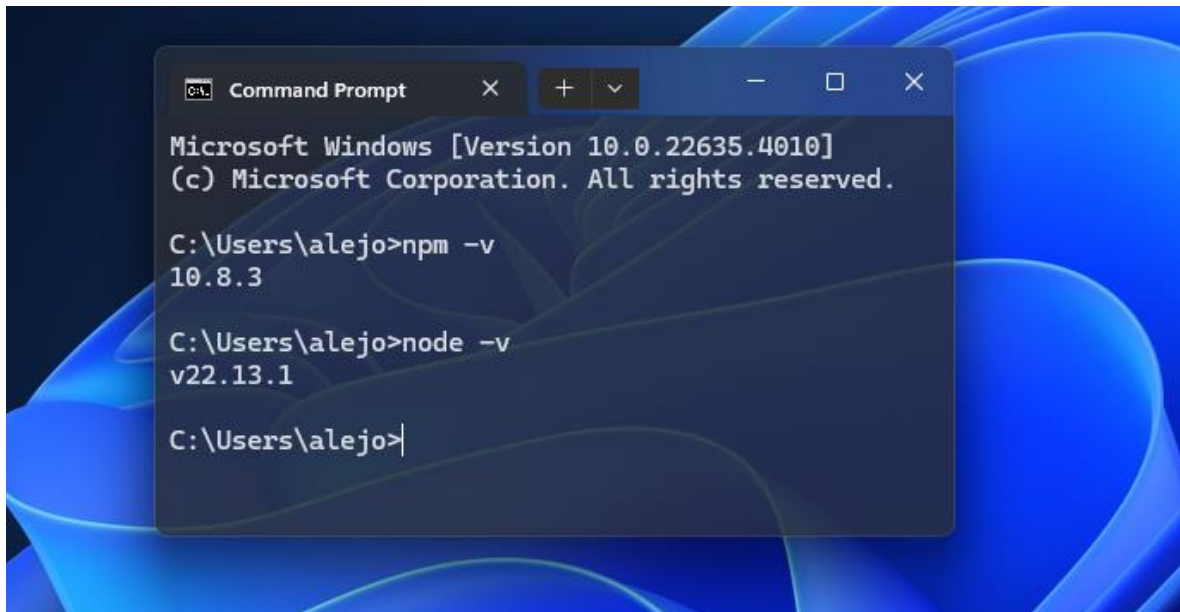 Command Prompt
Microsoft Windows [Version 10.0.22635.4010]
(c) Microsoft Corporation. All rights reserved.
C:\Users\alejo>npm -v
10.8.3
C:\Users\alejo>node -v
v22.13.1
C:\Users\alejo>